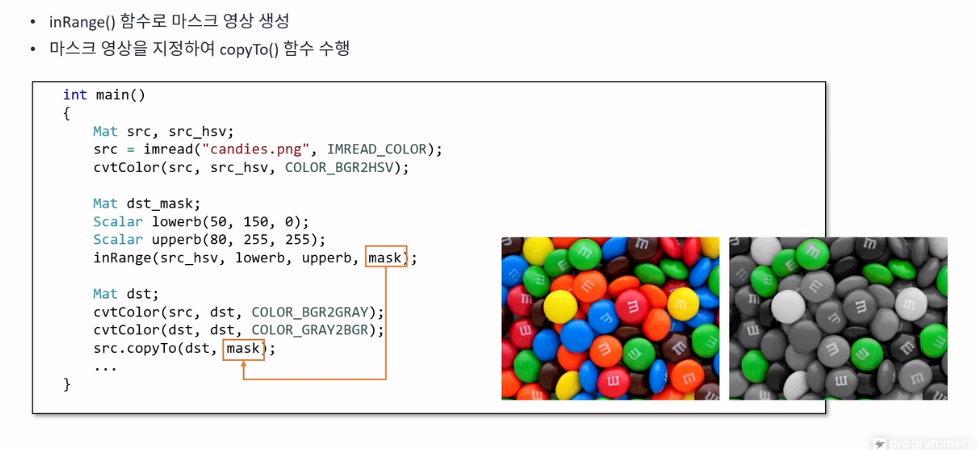 • inRange() 함수로 마스크 영상 생성
• 마스크 영상을 지정하여 copyTo() 함수 수행
int main()
{
Mat src, src_hsv;
src = imread("candies.png", IMREAD_COLOR);
cvtColor(src, src_hsv, COLOR_BGR2HSV);
Mat dst_mask;
Scalar lowerb(50, 150, 0);
Scalar upperb(80, 255, 255);
inRange(src_hsv, lowerb, upperb, mask);
Mat dst;
cvtColor(src, dst, COLOR_BGR2GRAY);
cvtColor(dst, dst, COLOR_GRAY2BGR);
src.copyTo(dst, mask);
...
}
programmers